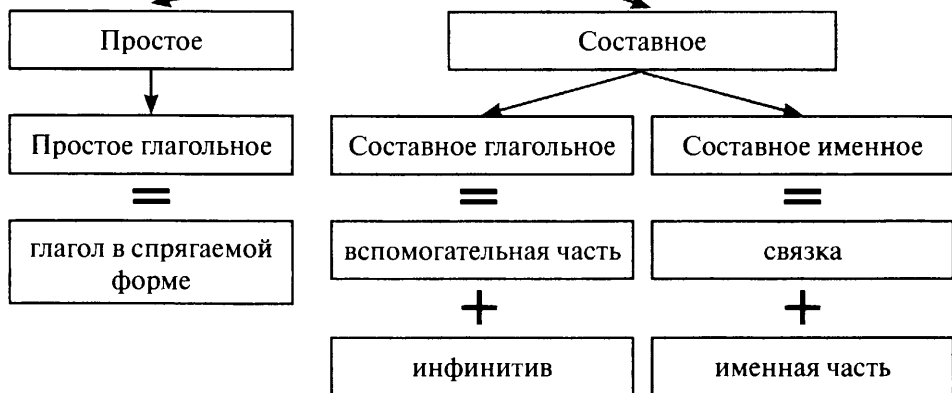 Простое
Составное
Простое глагольное
Составное глагольное
Составное именное
=
=
=
глагол в спрягаемой
форме
вспомогательная часть
связка
+
+
инфинитив
именная часть